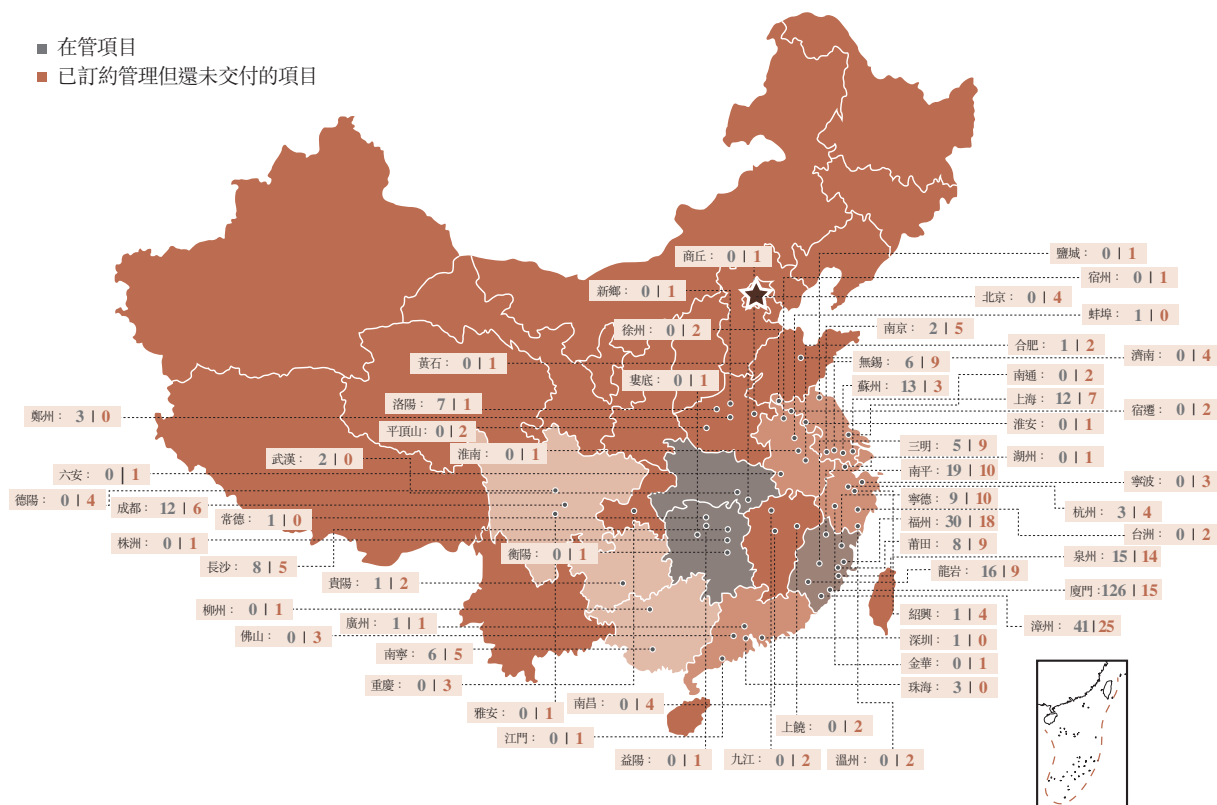 在管項目
已訂約管理但還未交付的項目
商丘： 0 | 1
鹽城： 0 | 1
宿州： 0 | 1
新鄉： 0 | 1
北京： 0 | 4
蚌埠： 1 | 0
徐州： 0 | 2
南京： 2 | 5
合肥： 1 | 2
濟南： 0 | 4
黃石： 0 | 1
無錫： 6 | 9
婁底： 0 | 1
南通： 0 | 2
蘇州： 13 | 3
上海： 12 | 7
洛陽： 7 | 1
宿遷： 0 | 2
鄭州： 3 | 0
淮安： 0 | 1
平頂山： 0 | 2
三明： 5 | 9
淮南： 0 | 1
湖州： 0 | 1
武漢： 2 | 0
南平： 19 | 10
六安： 0 | 1
寧波： 0 | 3
德陽： 0 | 4
寧德： 9 | 10
成都： 12 | 6
杭州： 3 | 4
常德： 1 | 0
福州： 30 | 18
台洲： 0 | 2
株洲： 0 | 1
莆田： 8 | 9
衡陽： 0 | 1
泉州： 15 | 14
長沙： 8 | 5
龍岩： 16 | 9
貴陽： 1 | 2
廈門： 126 | 15
柳州： 0 | 1
紹興： 1 | 4
廣州： 1 | 1
漳州： 41 | 25
佛山： 0 | 3
深圳： 1 | 0
南寧： 6 | 5
金華： 0 | 1
重慶： 0 | 3
珠海： 3 | 0
南昌： 0 | 4
雅安： 0 | 1
上饒： 0 | 2
江門： 0 | 1
益陽： 0 | 1
九江： 0 | 2
溫州： 0 | 2